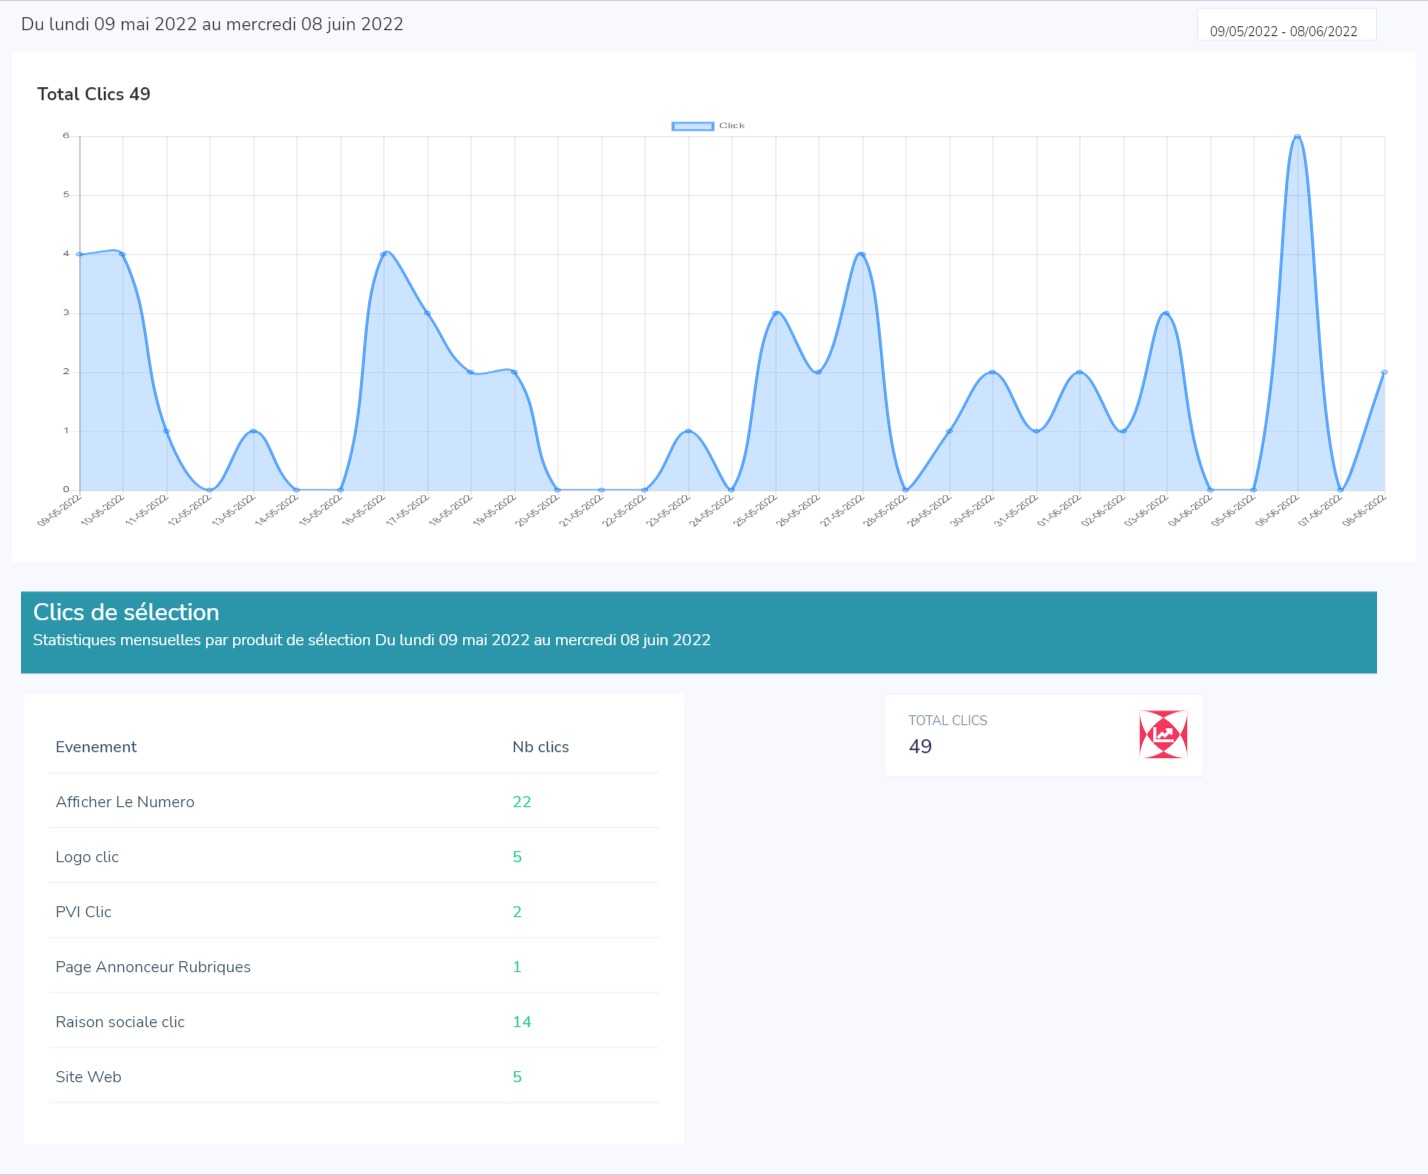 Du lundi 09 mai 2022 au mercredi 08 juin 2022
09/05/2022 - 08/06/2022
Total Clics 49
Click
6
5
4
3
2
1
0
09-05-2022
10-05-2022
11-05-2022
12-05-2022
13-05-2022
14-05-2022
15-05-2022
16-05-2022
17-05-2022
18-05-2022
19-05-2022
20-05-2022
21-05-2022
22-05-2022
23-05-2022
24-05-2022
25-05-2022
26-05-2022
27-05-2022
28-05-2022
29-05-2022
30-05-2022
31-05-2022
01-06-2022
02-06-2022
03-06-2022
04-06-2022
05-06-2022
06-06-2022
07-06-2022
08-06-2022
Clics de sélection
Statistiques mensuelles par produit de sélection Du lundi 09 mai 2022 au mercredi 08 juin 2022
Evenement Nb clics
Afficher Le Numero 22
Logo clic 5
PVI Clic 2
Page Annonceur Rubriques 1
Raison sociale clic 14
Site Web 5
TOTAL CLICS
49